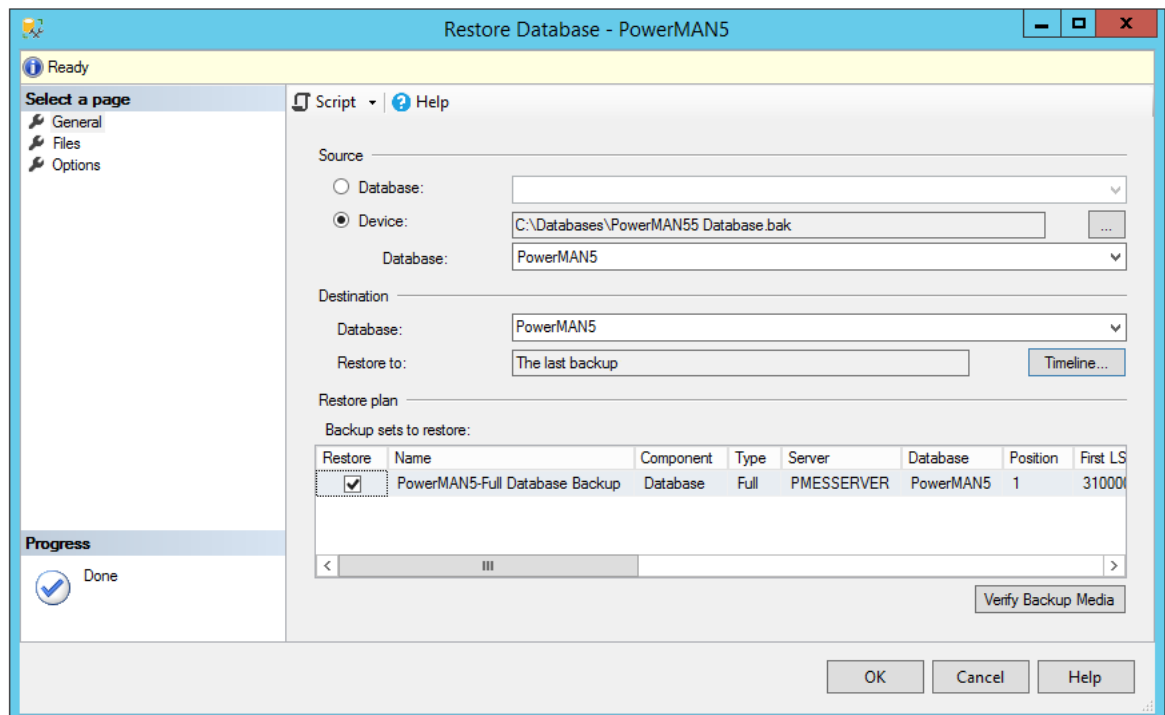 Restore Database - PowerMAN5
Ready
Select a page
General
Files
Options
Script
Help
Source
Database:
Device: C:\Databases\PowerMAN55 Database.bak ...
Database: PowerMAN5
Destination
Database: PowerMAN5
Restore to: The last backup Timeline...
Restore plan
Backup sets to restore:
Restore Name Component Type Server Database Position First LS
PowerMAN5-Full Database Backup Database Full PMESSERVER PowerMAN5 1 31000
Verify Backup Media
Progress
Done
OK Cancel Help